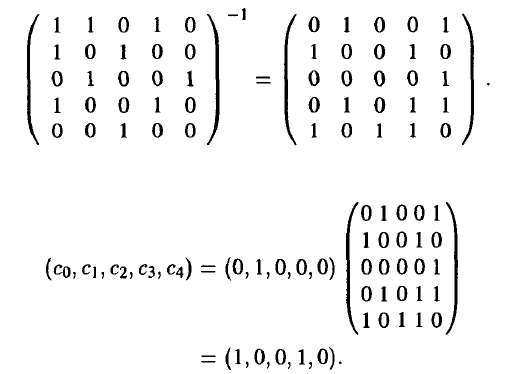 ( 1 1 0 1 0 ) −1 ( 0 1 0 0 1 )
1 0 1 0 0 1 0 0 1 0
0 1 0 0 1 = 0 0 0 0 1 .
1 0 0 1 0 0 1 0 1 1
0 0 1 0 0 1 0 1 1 0
0 1 0 0 1
1 0 0 1 0
(c0, c1, c2, c3, c4) = (0, 1, 0, 0, 0) 0 0 0 0 1
0 1 0 1 1
1 0 1 1 0
= (1, 0, 0, 1, 0).